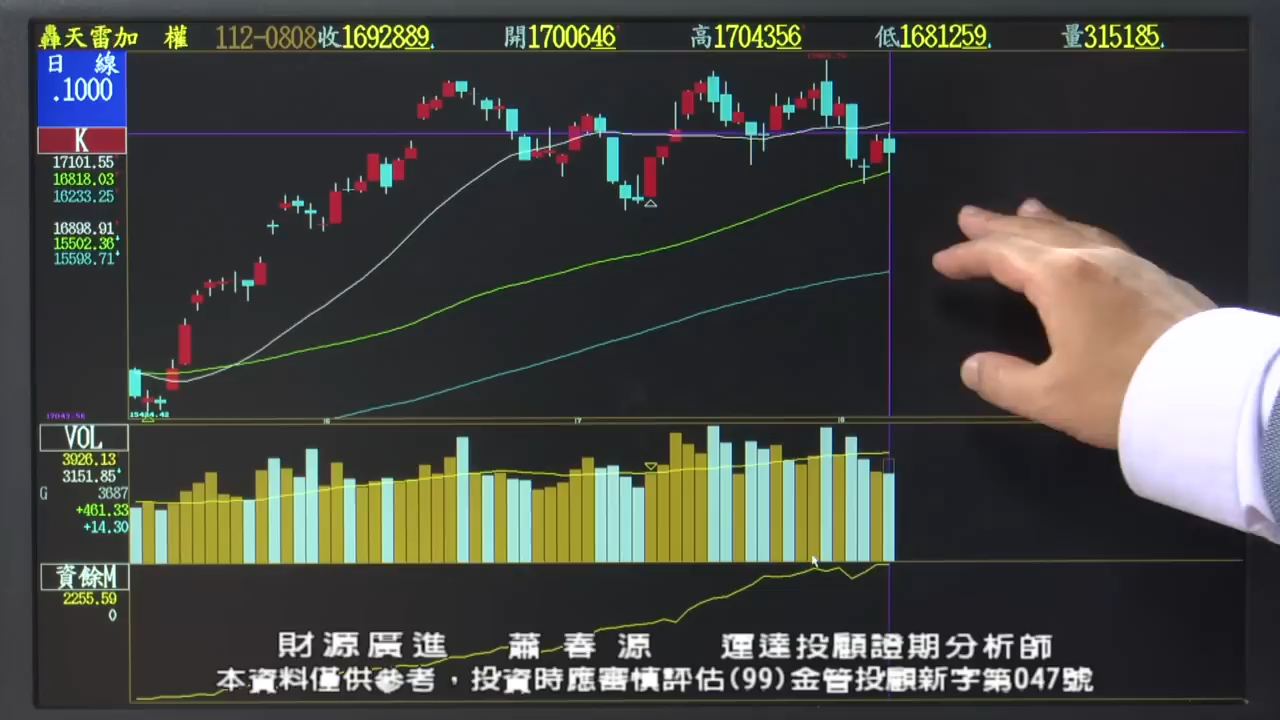 轟天雷加 權 112-0808收1692889 開1700646 高1704356 低1681259 量315185
日 線
.1000
K
17101.55
16818.03
16233.25
16898.91
15502.36
15598.71
15434.42
VOL
3926.13
3151.85
G 3687
+461.33
+14.30
資餘M
2255.59
0
財源廣進 蕭春源 運達投顧證期分析師
本資料僅供參考，投資時應審慎評估(99)金管投顧新字第047號